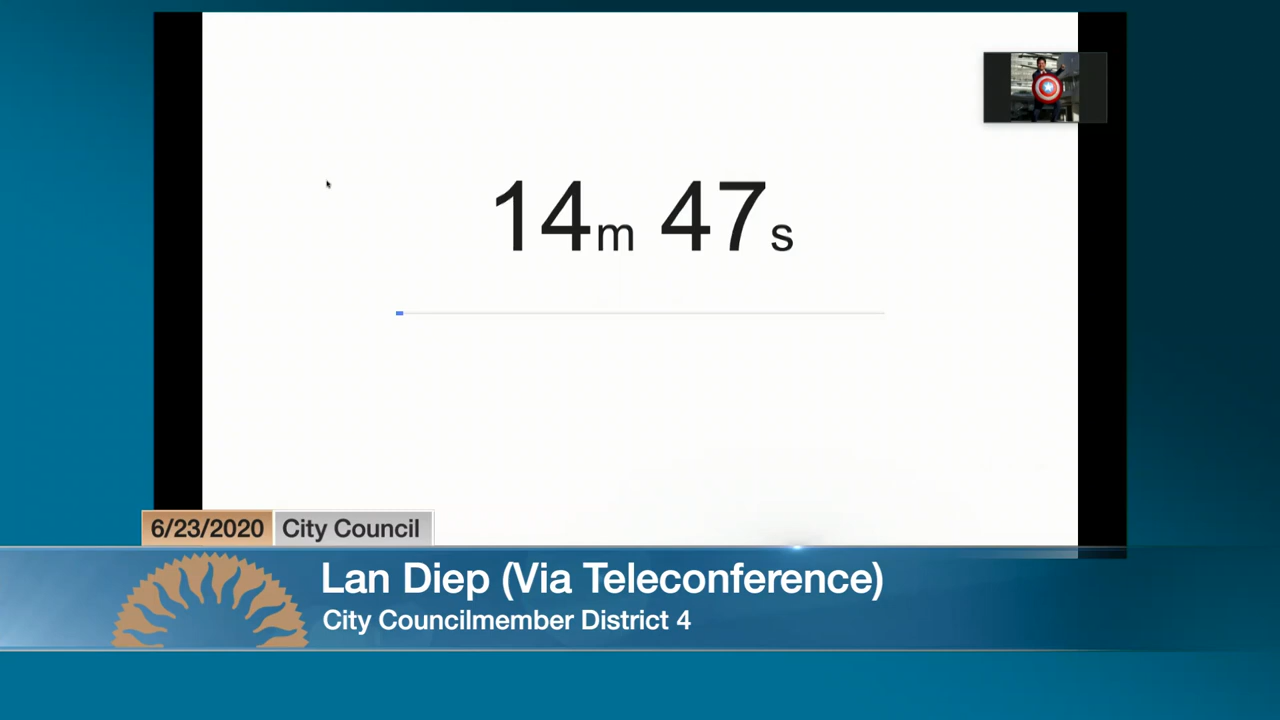 14m 47s
6/23/2020 City Council
Lan Diep (Via Teleconference)
City Councilmember District 4